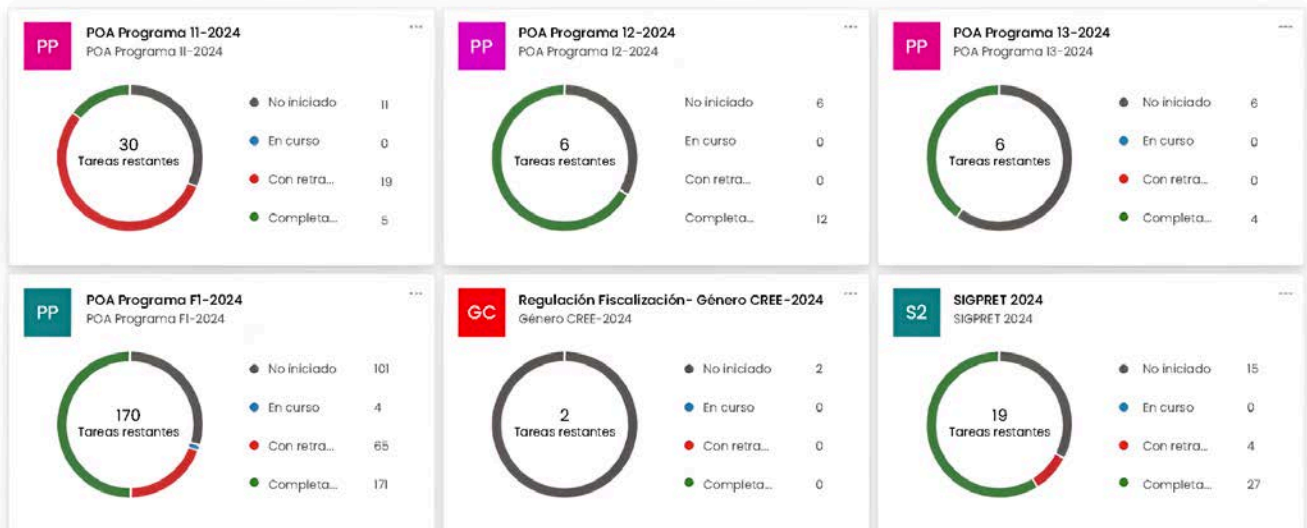 PP
POA Programa 11-2024
POA Programa 11-2024
...
30
Tareas restantes
No iniciado 11
En curso 0
Con retra... 19
Completa... 5
PP
POA Programa 12-2024
POA Programa 12-2024
...
6
Tareas restantes
No iniciado 6
En curso 0
Con retra... 0
Completa... 12
PP
POA Programa 13-2024
POA Programa 13-2024
...
6
Tareas restantes
No iniciado 6
En curso 0
Con retra... 0
Completa... 4
PP
POA Programa F1-2024
POA Programa F1-2024
...
170
Tareas restantes
No iniciado 101
En curso 4
Con retra... 65
Completa... 171
GC
Regulación Fiscalización- Género CREE-2024
Género CREE-2024
...
2
Tareas restantes
No iniciado 2
En curso 0
Con retra... 0
Completa... 0
S2
SIGPRET 2024
SIGPRET 2024
...
19
Tareas restantes
No iniciado 15
En curso 0
Con retra... 4
Completa... 27